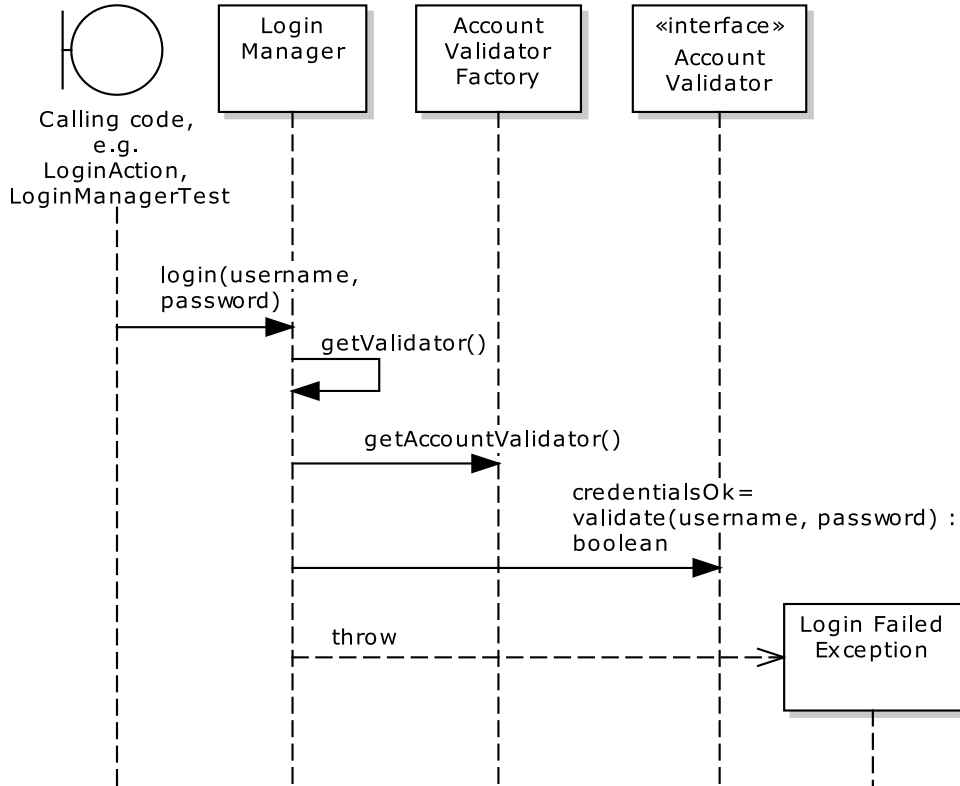 Login
Manager
Account
Validator
Factory
«interface»
Account
Validator
Calling code,
e.g.
LoginAction,
LoginManagerTest
login(username,
password)
getValidator()
getAccountValidator()
credentialsOk=
validate(username, password) :
boolean
throw
Login Failed
Exception